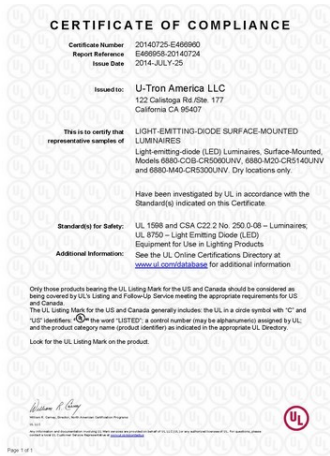 CERTIFICATE OF COMPLIANCE
Certificate Number 20140725-E466960
Report Reference E466958-20140724
Issue Date 2014-JULY-25
Issued to: U-Tron America LLC
122 Calistoga Rd./Ste. 177
California CA 95407
This is to certify that LIGHT-EMITTING-DIODE SURFACE-MOUNTED
representative samples of LUMINAIRES
Light-emitting-diode (LED) Luminaires, Surface-Mounted,
Models 6880-COB-CR5060UNV, 6880-M20-CR5140UNV
and 6880-M40-CR5300UNV. Dry locations only.
Have been investigated by UL in accordance with the
Standard(s) indicated on this Certificate.
Standard(s) for Safety: UL 1598 and CSA C22.2 No. 250.0-08 – Luminaires;
UL 8750 – Light Emitting Diode (LED)
Equipment for Use in Lighting Products
Additional Information: See the UL Online Certifications Directory at
www.ul.com/database for additional information
Only those products bearing the UL Listing Mark for the US and Canada should be considered as
being covered by UL's Listing and Follow-Up Service meeting the appropriate requirements for US
and Canada.
The UL Listing Mark for the US and Canada generally includes: the UL in a circle symbol with "C" and
"US" identifiers: the word "LISTED"; a control number (may be alphanumeric) assigned by UL;
and the product category name (product identifier) as indicated in the appropriate UL Directory.
Look for the UL Listing Mark on the product.
William R. Carney
UL
Page 1 of 1